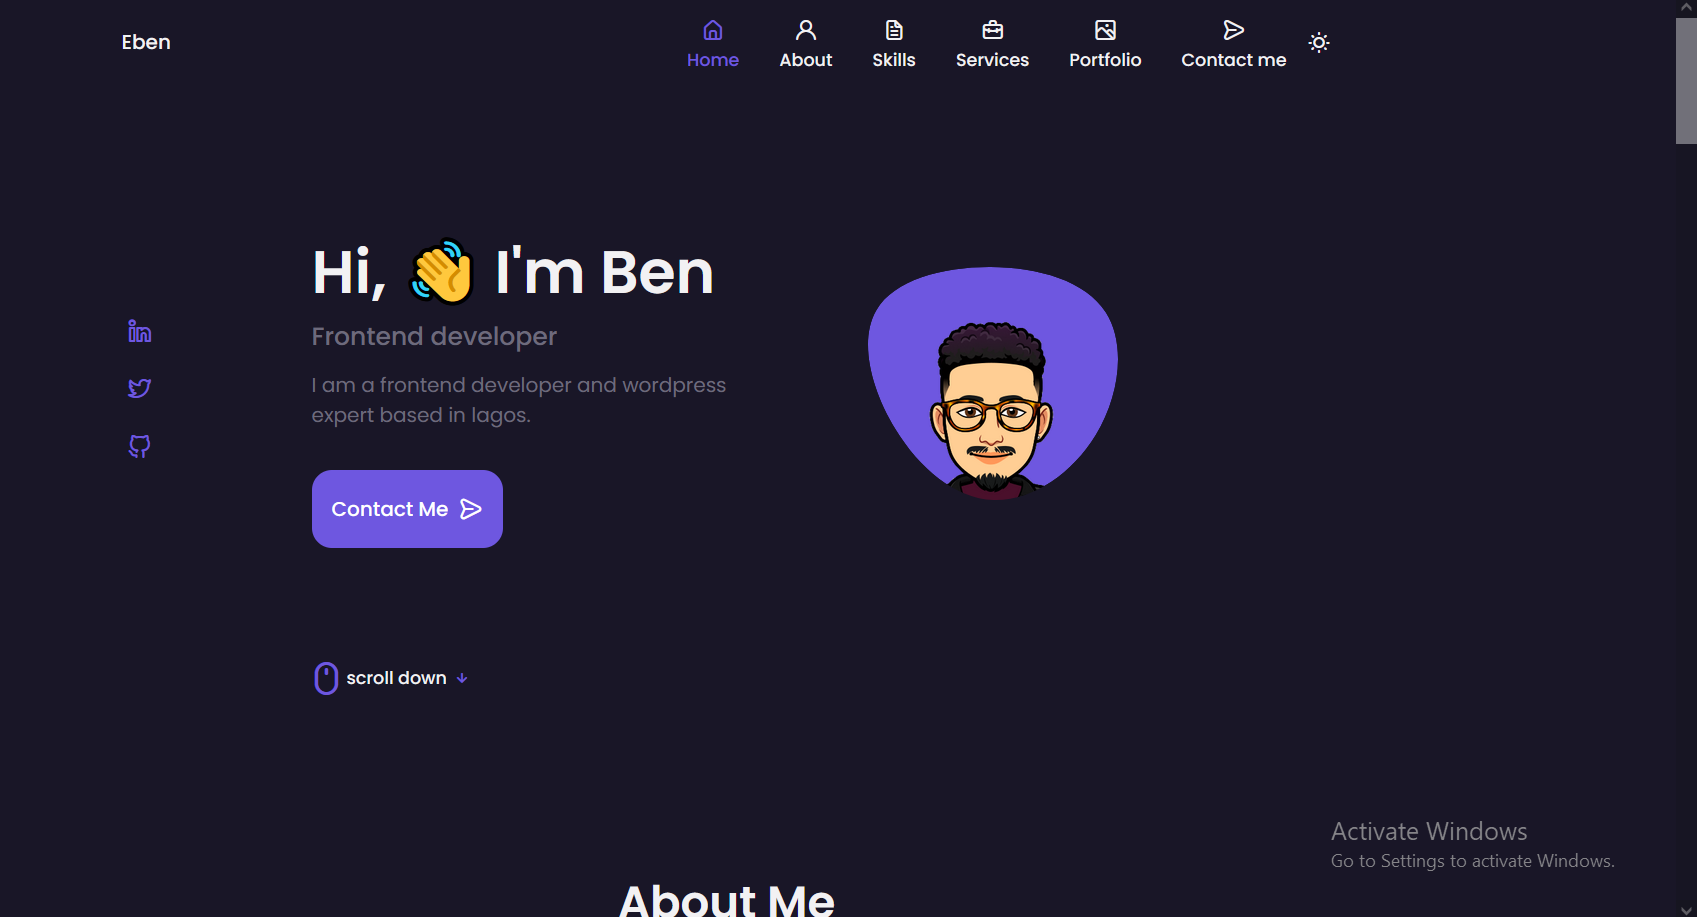 Eben
Home About Skills Services Portfolio Contact me
Hi, 👋 I'm Ben
Frontend developer
I am a frontend developer and wordpress
expert based in lagos.
Contact Me
scroll down
Activate Windows
Go to Settings to activate Windows.
About Me